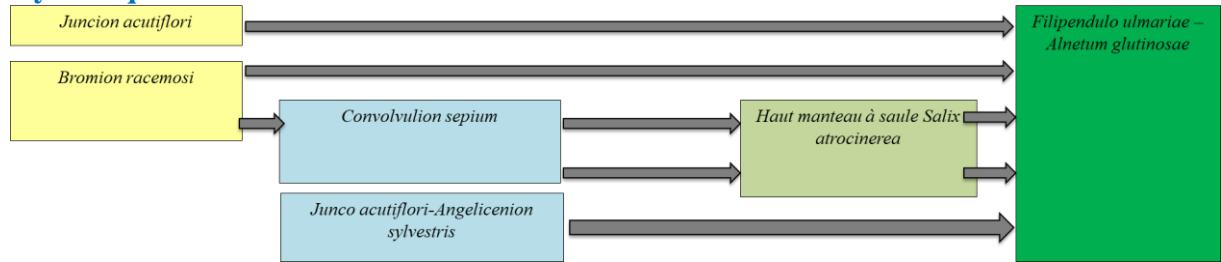 Juncion acutiflori
Filipendulo ulmariae –
Alnetum glutinosae
Bromion racemosi
Convolvulion sepium
Haut manteau à saule Salix
atrocinerea
Junco acutiflori-Angelicenion
sylvestris